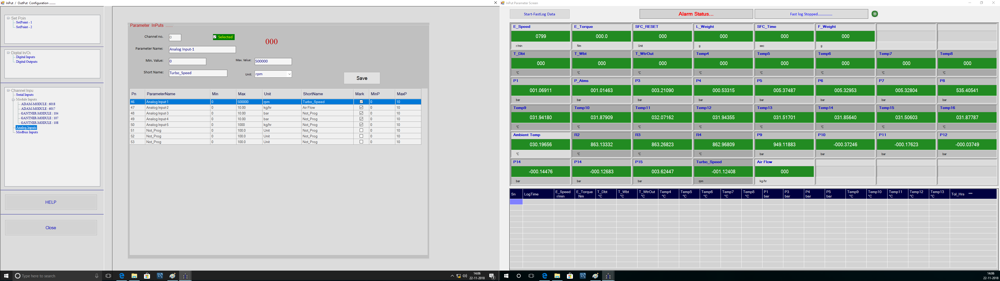 InPut / OutPut Configuration ........
Set Poin
SetPoint - 1
SetPoint - 2
Digital In/Ou
Digital Inputs
Digital Outputs
Channel Inpu
Serial Inputs
Module Inputs
ADAM-MODULE : 6018
ADAM-MODULE : 6017
GANTNER-MODULE : 104
GANTNER-MODULE : 107
GANTNER-MODULE : 108
Analog Inputs
Modbus Inputs
HELP
Close
Parameter InPuts .......
Channel no. 0 Selected 000
Parameter Name: Analog Input-1
Min. Value: 0 Max. Value: 500000
Short Name: Turbo_Speed Unit: rpm
Save
Pn ParameterName Min Max Unit ShortName Mark MinP MaxP
46 Analog Input-1 0 500000 rpm Turbo_Speed 0 10
47 Analog Input-2 0 10.00 kg/hr Air Flow 0 10
48 Analog Input-3 0 10.00 bar Not_Prog 0 10
49 Analog Input-4 0 10.00 bar Not_Prog 0 10
50 Analog Input-5 0 1000 kg/hr Not_Prog 0 10
51 Not_Prog 0 100.0 Unit Not_Prog 0 10
52 Not_Prog 0 100.0 Unit Not_Prog 0 10
53 Not_Prog 0 100.0 Unit Not_Prog 0 10
Type here to search
14:06
22-11-2018
3
InPut Parameter Screen
Start-FastLog Data Alarm Status... Fast log Stopped..............
E_Speed E_Torque SFC_RESET L_Weight SFC_Time F_Weight
0799 000.0 000 000 000 000
r/min Nm Unit g sec g
T_Dbt T_Wbt T_WtrOut Temp4 Temp5 Temp6 Temp7 Temp8
000 000 000 000 000 000 000 000
°C °C °C °C °C °C °C °C
P1 P_Atms P3 P4 P5 P6 P7 P8
001.06911 001.01463 003.21090 000.53315 005.37487 005.32953 005.32804 535.40541
bar bar bar bar bar bar bar bar
Temp9 Temp10 Temp11 Temp12 Temp13 Temp14 Temp15 Temp16
031.94180 031.87909 032.07162 031.94355 031.51701 031.85640 031.50603 031.87787
°C °C °C °C °C °C °C °C
Ambient Temp R2 R3 R4 P9 P10 P11 P12
030.19656 863.13332 863.26823 862.96809 949.11883 -000.37246 -000.17623 -000.03749
°C °C °C °C bar bar bar bar
P14 P14 P15 Turbo_Speed Air Flow
-000.14476 -000.12683 003.62447 -001.12408 000
bar bar bar rpm kg/hr
Sn LogTime E_Speed E_Torque T_Dbt T_Wbt T_WtrOut Temp4 Temp5 Temp6 Temp7 Temp8 P1 P3 P4 P5 Temp9 Temp10 Temp11 Temp12 Temp13 Tol_Hrs ***
r/min Nm °C °C °C °C °C °C °C °C bar bar bar bar °C °C °C °C °C
14:06
22-11-2018